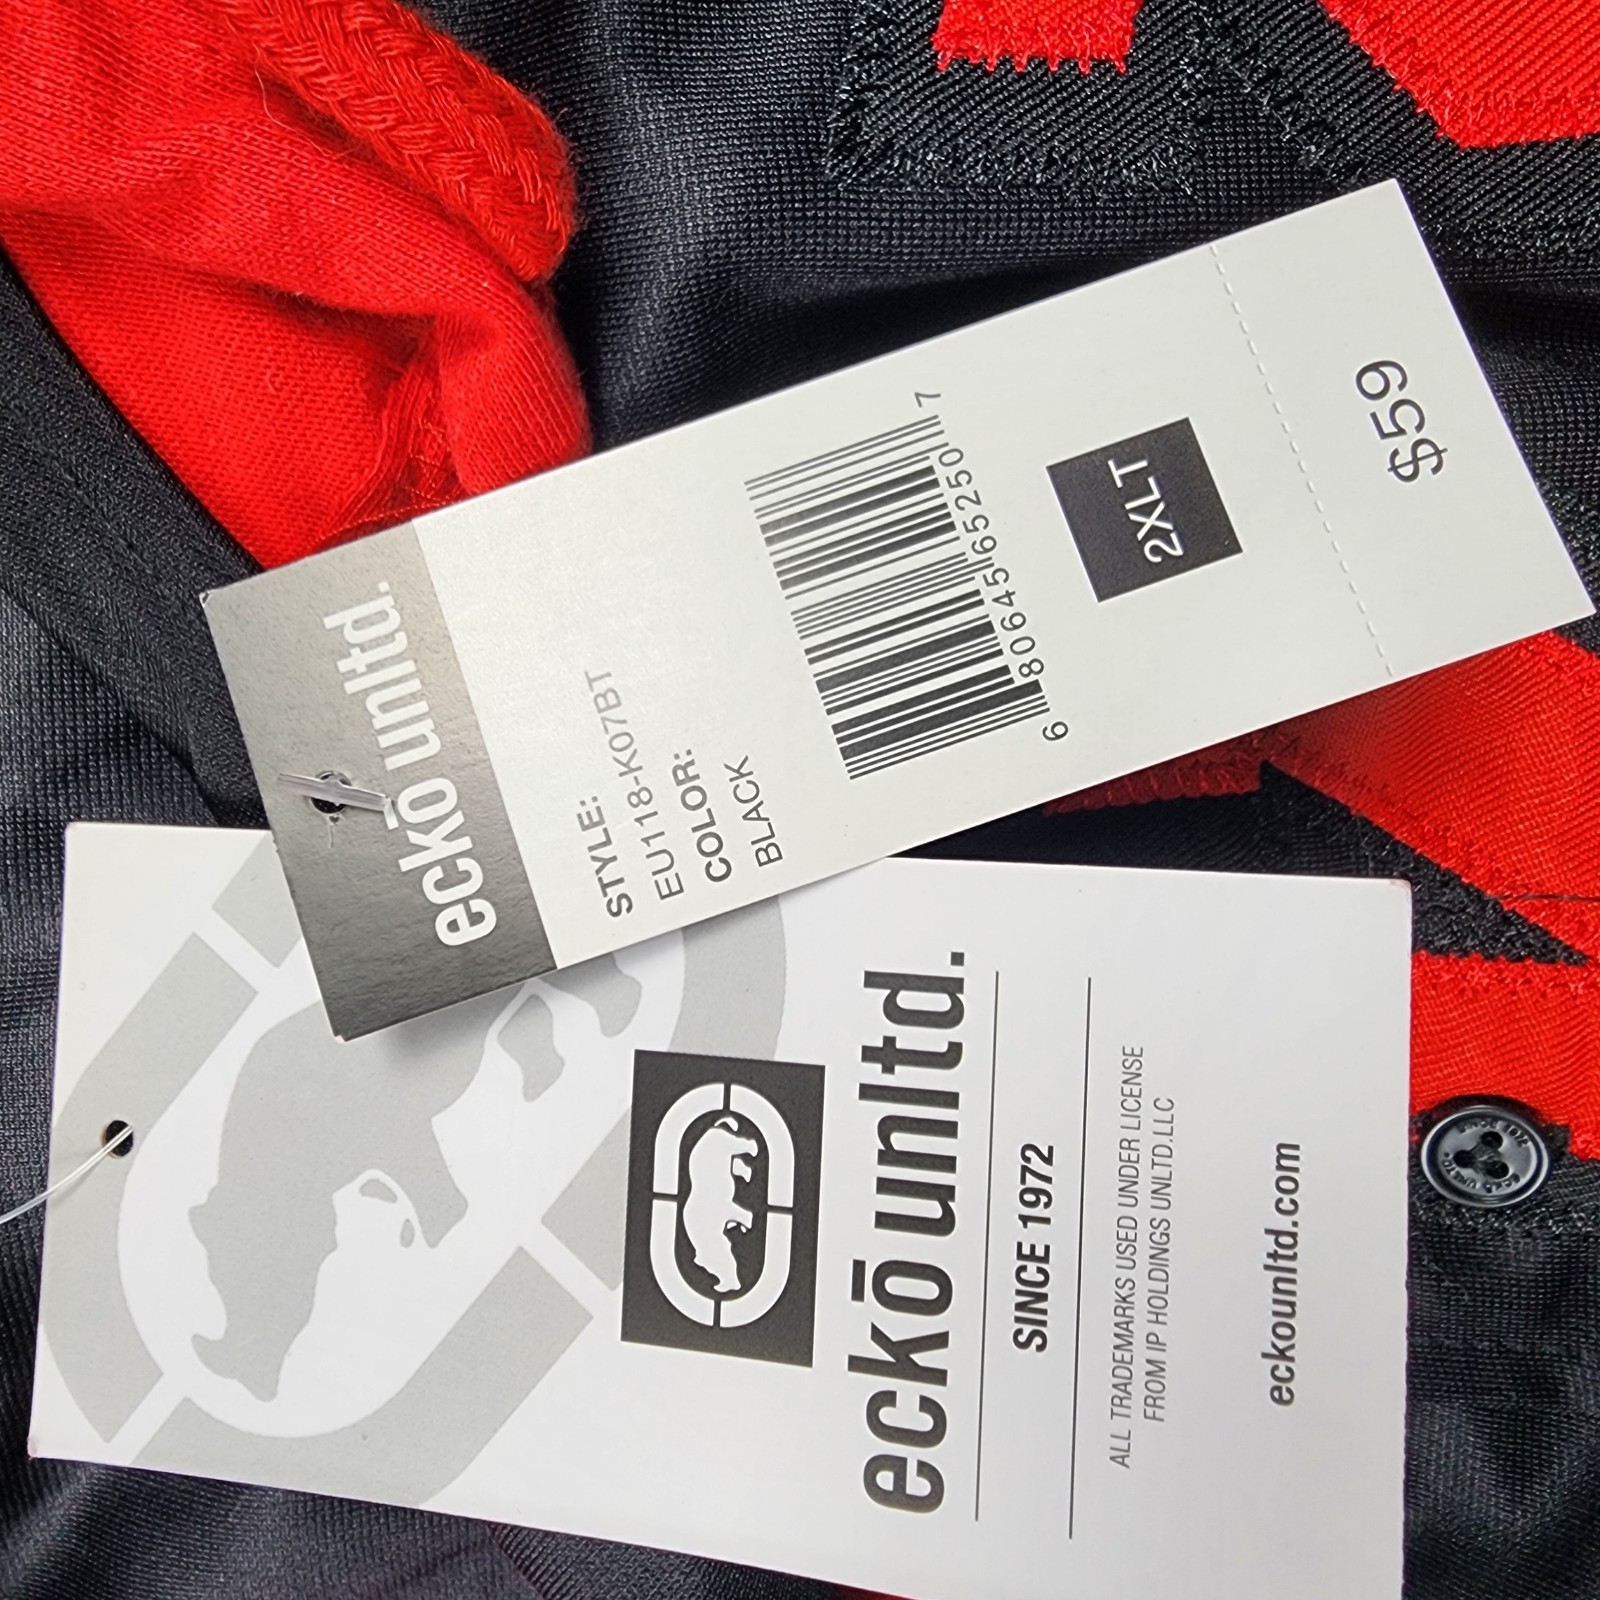 eckō unltd.
STYLE:
EU118-K07BT
COLOR:
BLACK
6 80645 65250 7
2XLT
$59
eckō unltd.
SINCE 1972
ALL TRADEMARKS USED UNDER LICENSE
FROM IP HOLDINGS UNLTD.LLC
eckounltd.com